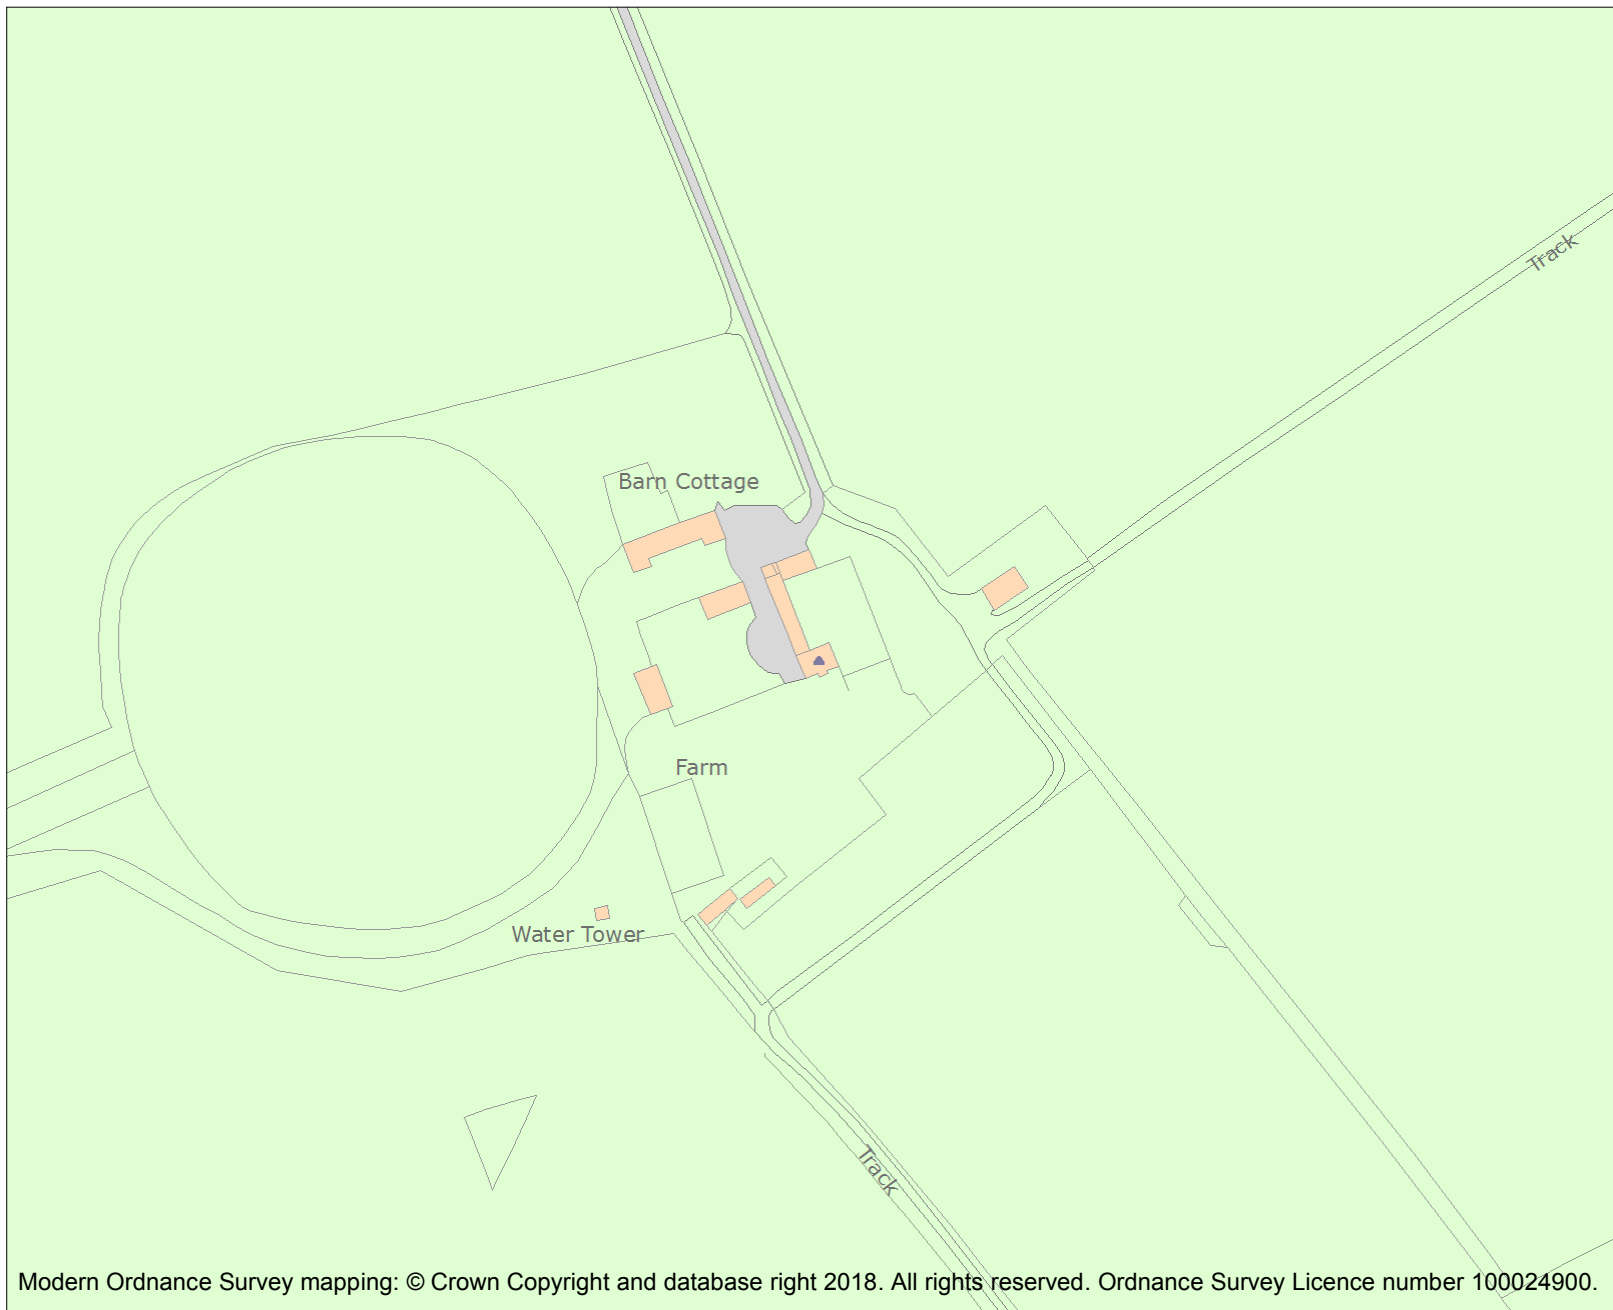 Track
Barn Cottage
Farm
Water Tower
Track
Modern Ordnance Survey mapping: © Crown Copyright and database right 2018. All rights reserved. Ordnance Survey Licence number 100024900.